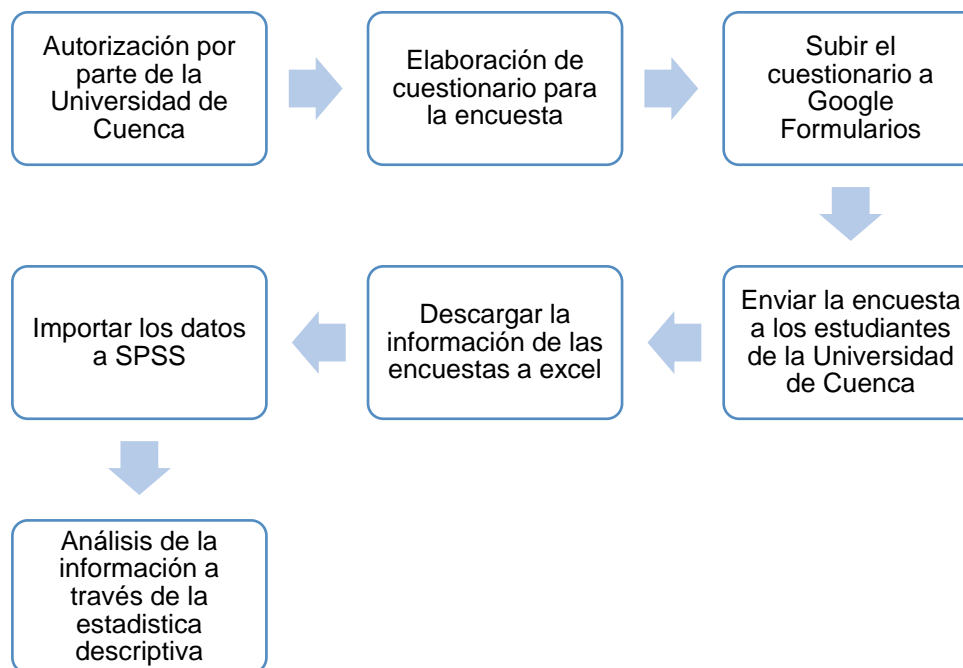 Autorización por
parte de la
Universidad de
Cuenca
Elaboración de
cuestionario para
la encuesta
Subir el
cuestionario a
Google
Formularios
Enviar la encuesta
a los estudiantes
de la Universidad
de Cuenca
Descargar la
información de las
encuestas a excel
Importar los datos
a SPSS
Análisis de la
información a
través de la
estadistica
descriptiva